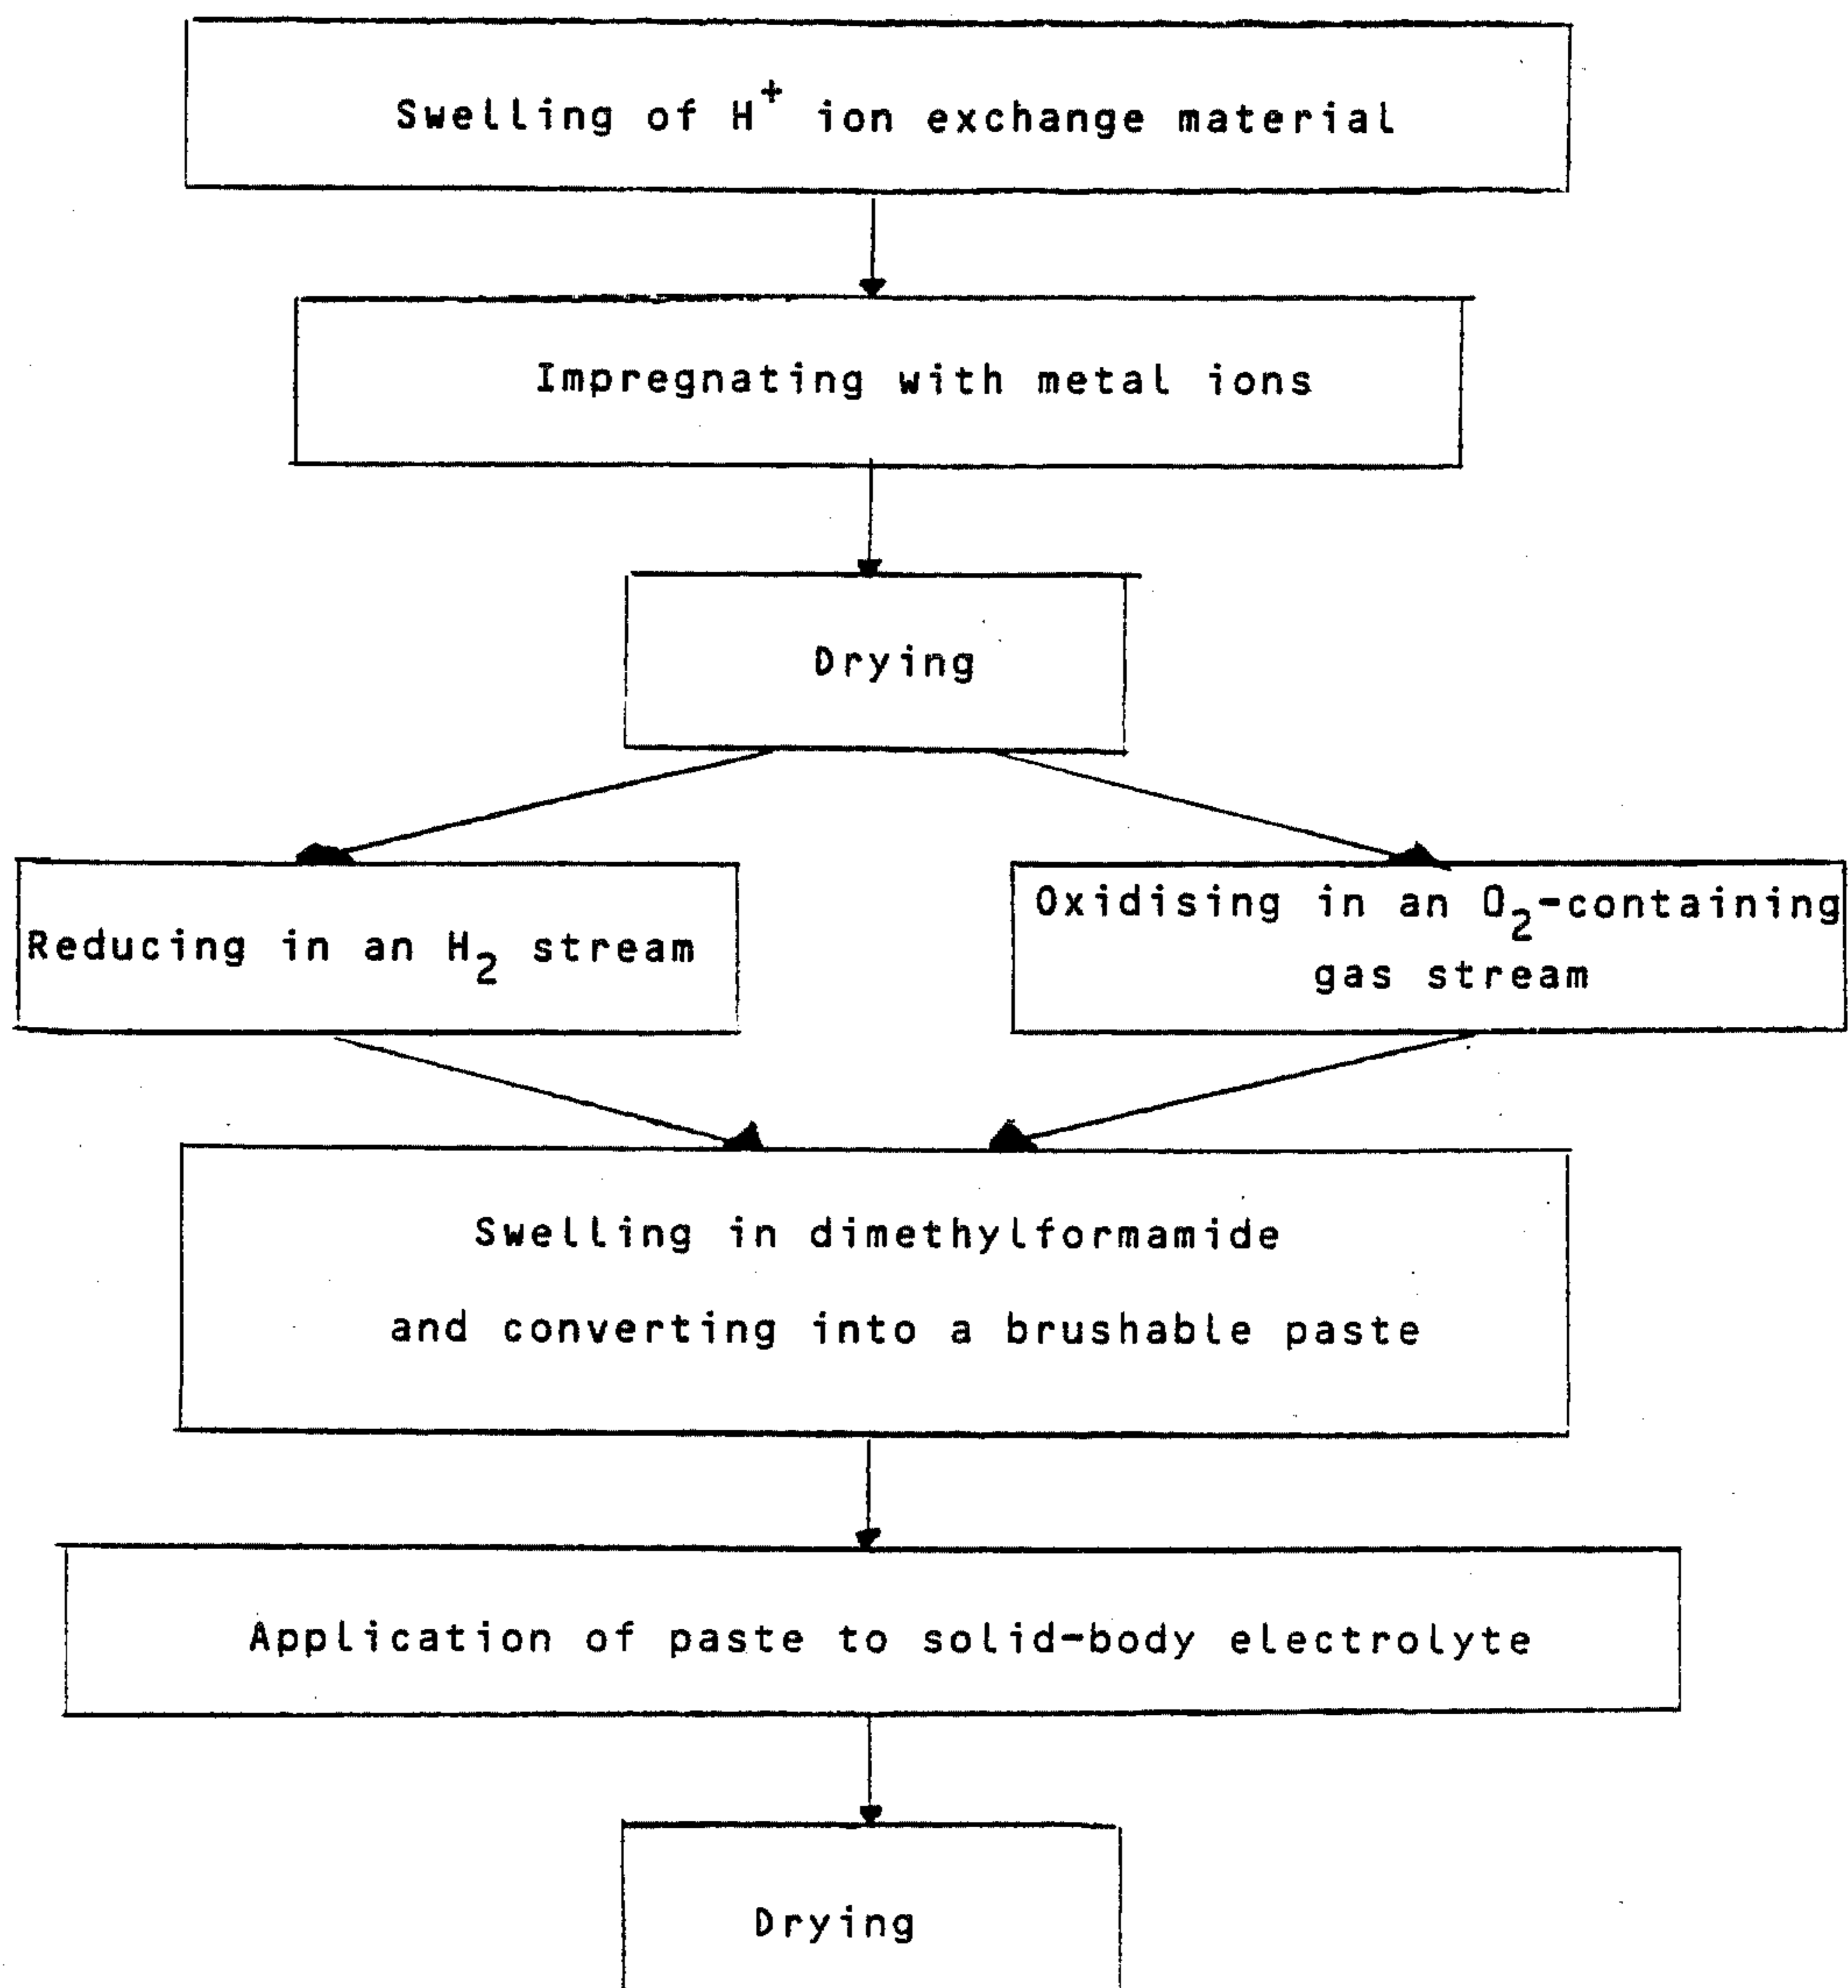 Swelling of H⁺ ion exchange material
Impregnating with metal ions
Drying
Reducing in an H₂ stream
Oxidising in an O₂-containing
gas stream
Swelling in dimethylformamide
and converting into a brushable paste
Application of paste to solid-body electrolyte
Drying